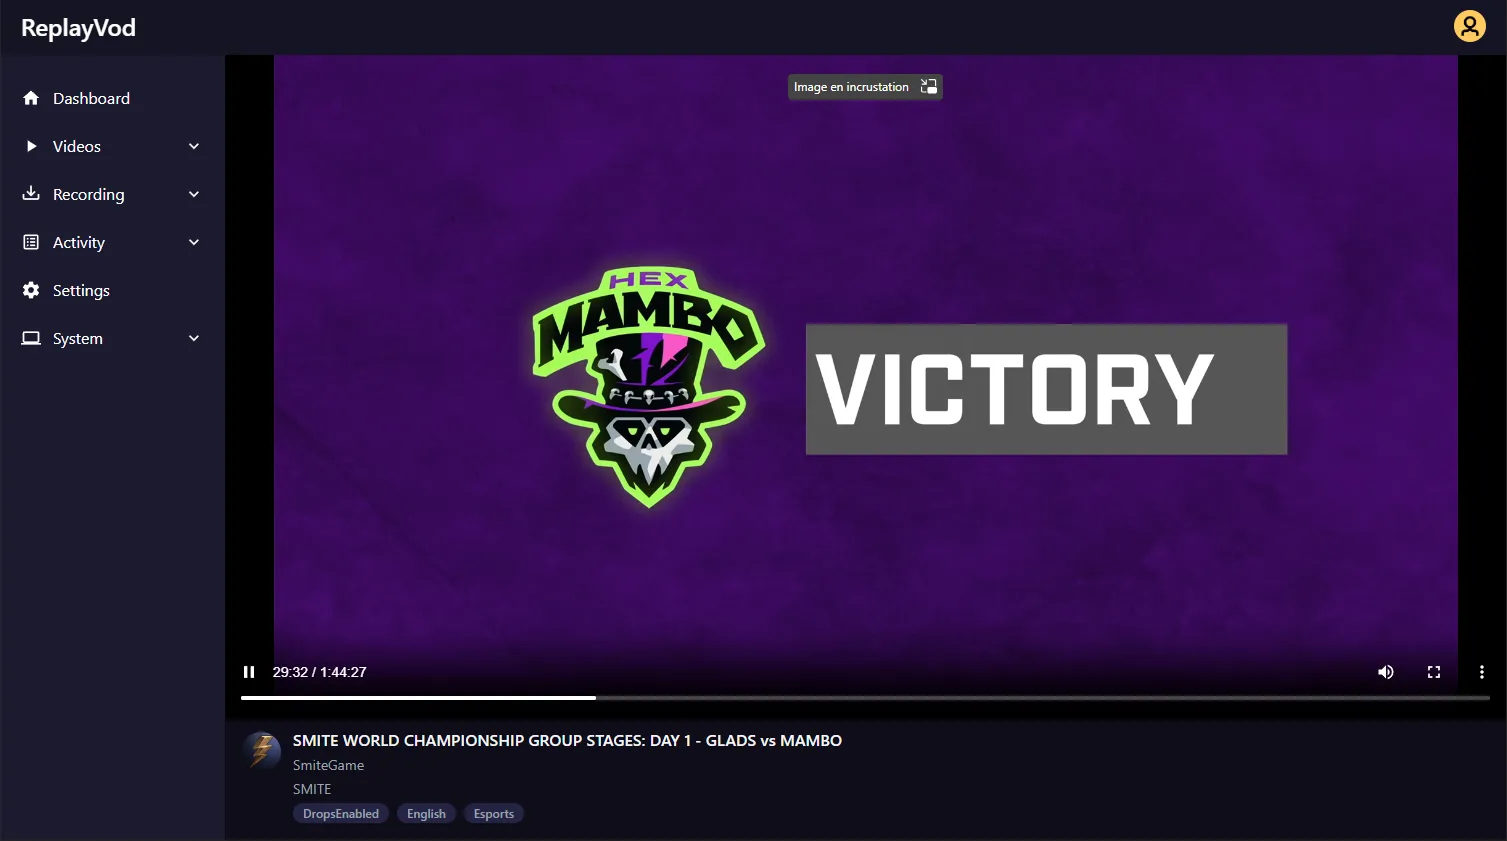 ReplayVod
Dashboard
Videos
Recording
Activity
Settings
System
Image en incrustation
HEX
MAMBO
VICTORY
29:32 / 1:44:27
SMITE WORLD CHAMPIONSHIP GROUP STAGES: DAY 1 - GLADS vs MAMBO
SmiteGame
SMITE
DropsEnabled English Esports